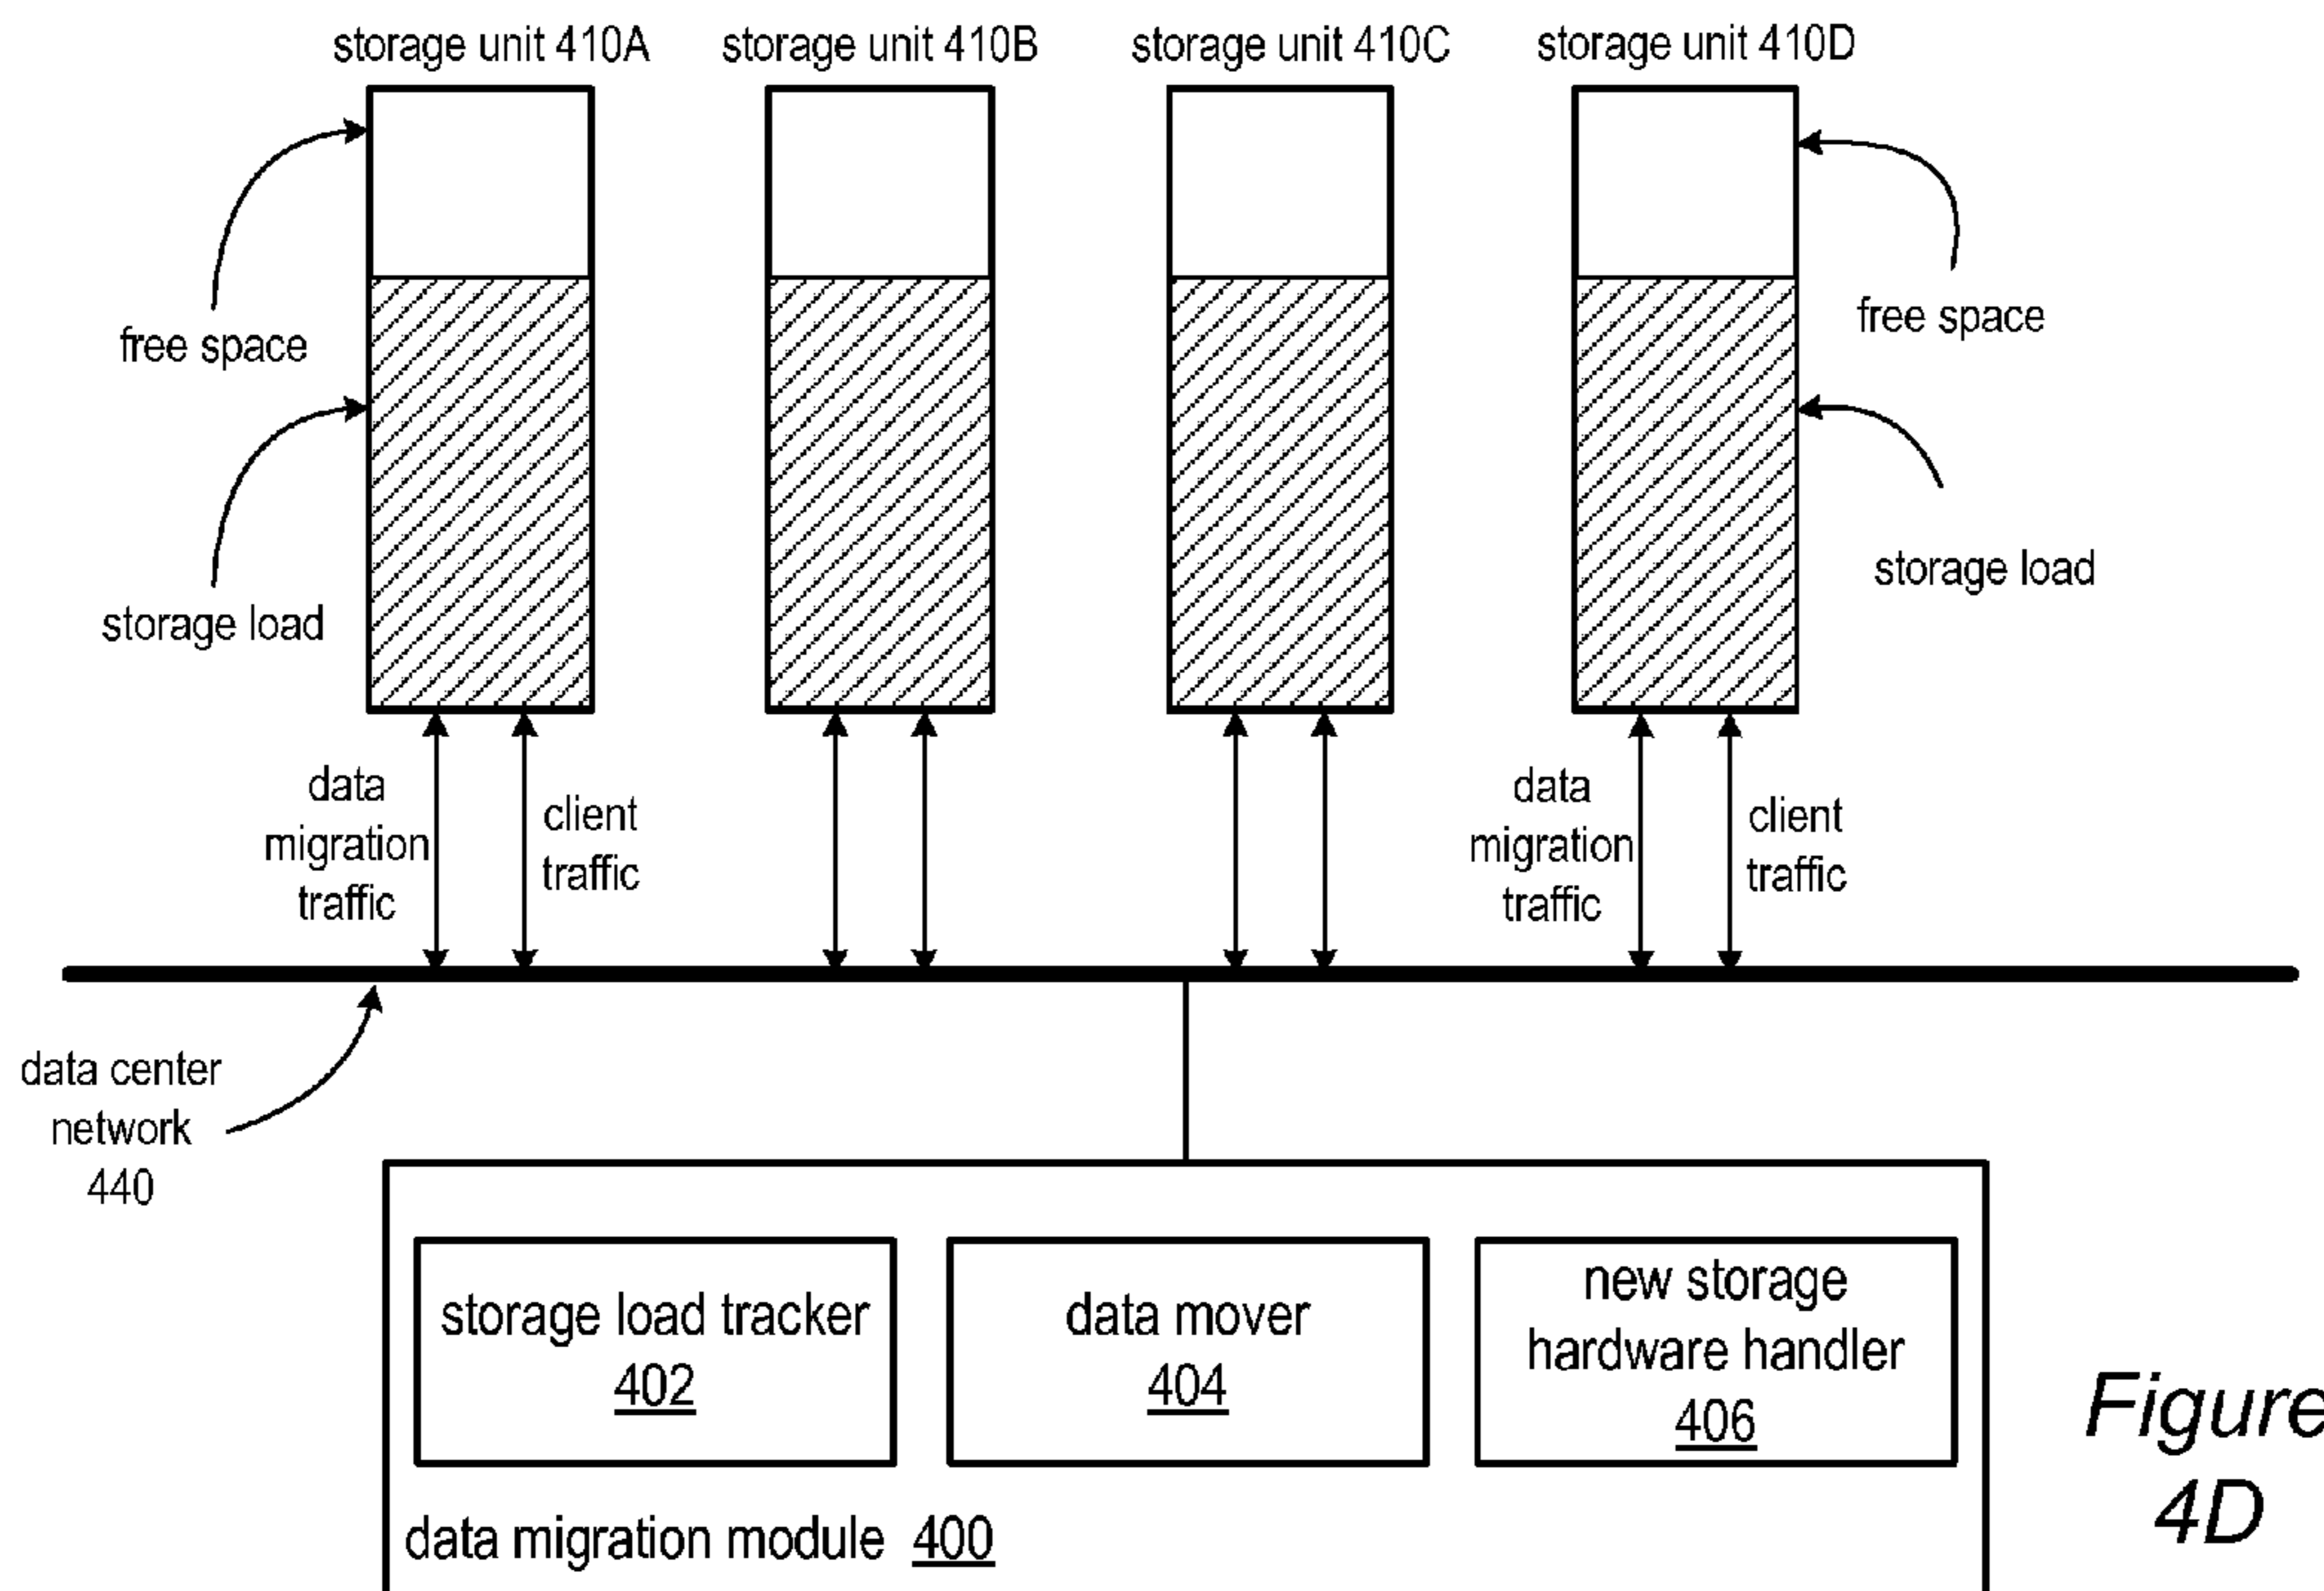 storage unit 410A
storage unit 410B
storage unit 410C
storage unit 410D
free space
storage load
free space
storage load
data
migration
traffic
client
traffic
data
migration
traffic
client
traffic
data center
network
440
storage load tracker
402
data mover
404
new storage
hardware handler
406
data migration module 400
Figure
4D